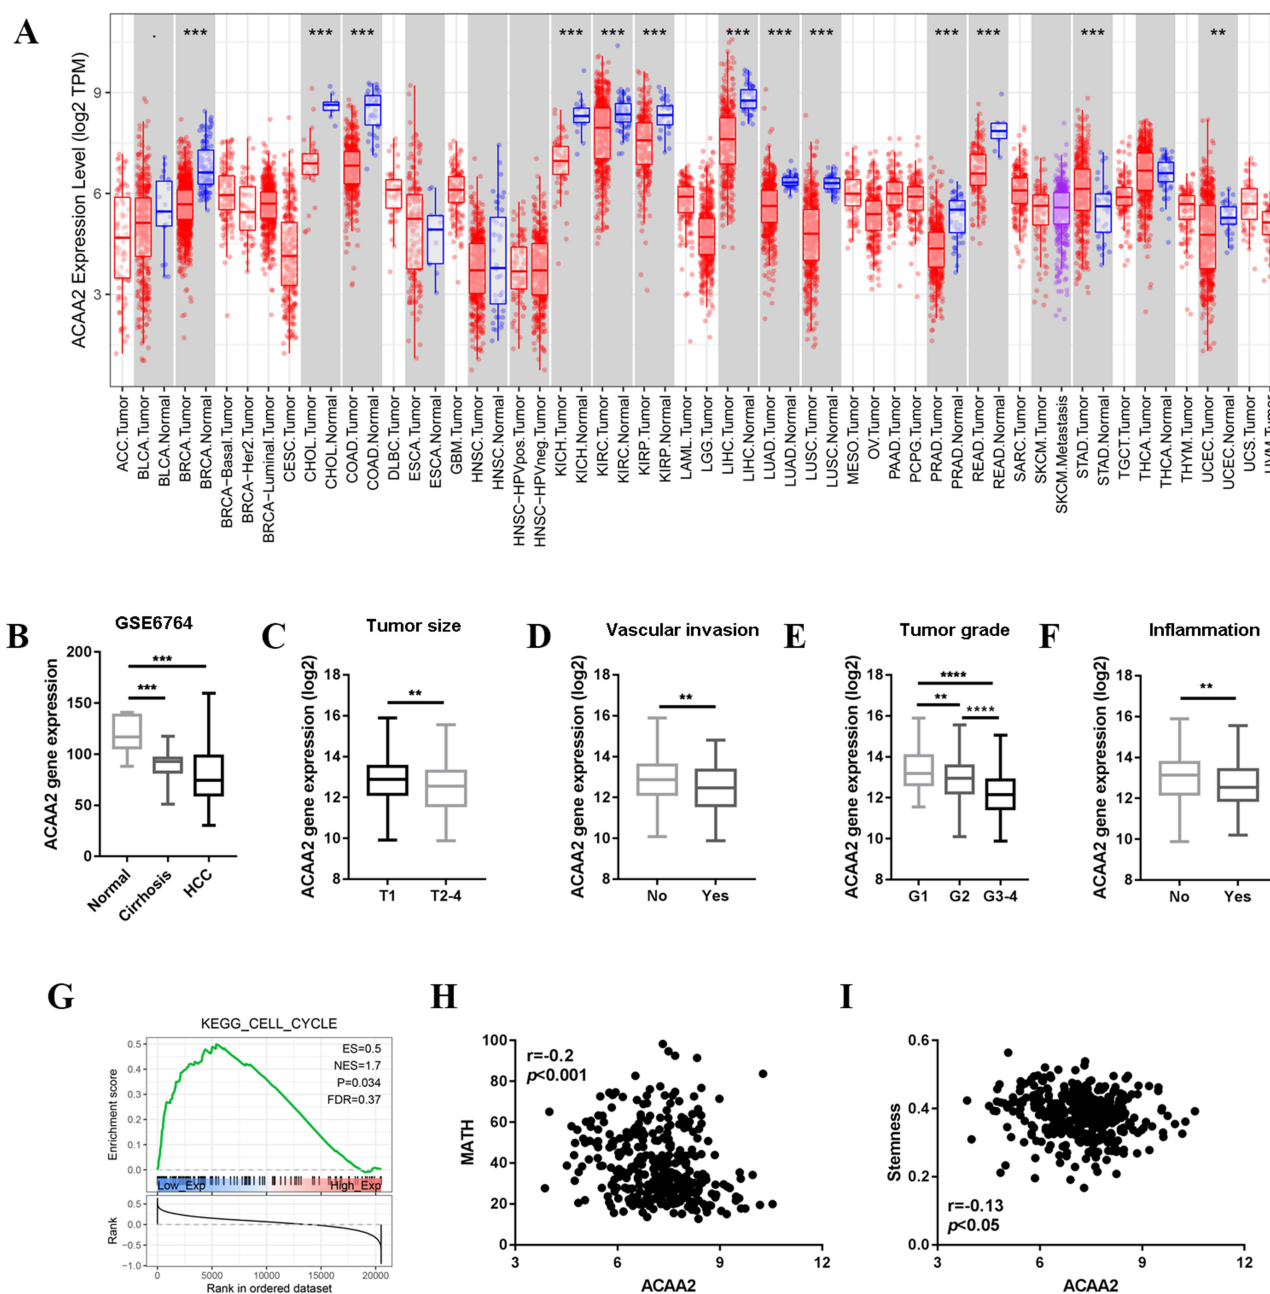 A
ACAA2 Expression Level (log2 TPM)
. *** *** *** *** *** *** *** *** *** *** *** *** **
9
6
3
ACC.Tumor
BLCA.Tumor
BLCA.Normal
BRCA.Tumor
BRCA.Normal
BRCA-Basal.Tumor
BRCA-Her2.Tumor
BRCA-Luminal.Tumor
CESC.Tumor
CHOL.Tumor
CHOL.Normal
COAD.Tumor
COAD.Normal
DLBC.Tumor
ESCA.Tumor
ESCA.Normal
GBM.Tumor
HNSC.Tumor
HNSC.Normal
HNSC-HPVpos.Tumor
HNSC-HPVneg.Tumor
KICH.Tumor
KICH.Normal
KIRC.Tumor
KIRC.Normal
KIRP.Tumor
KIRP.Normal
LAML.Tumor
LGG.Tumor
LIHC.Tumor
LIHC.Normal
LUAD.Tumor
LUAD.Normal
LUSC.Tumor
LUSC.Normal
MESO.Tumor
OV.Tumor
PAAD.Tumor
PCPG.Tumor
PRAD.Tumor
PRAD.Normal
READ.Tumor
READ.Normal
SARC.Tumor
SKCM.Tumor
SKCM.Metastasis
STAD.Tumor
STAD.Normal
TGCT.Tumor
THCA.Tumor
THCA.Normal
THYM.Tumor
UCEC.Tumor
UCEC.Normal
UCS.Tumor
UVM.Tumor
B
GSE6764
ACAA2 gene expression
200
150
100
50
0
***
***
Normal
Cirrhosis
HCC
C
Tumor size
ACAA2 gene expression (log2)
18
16
14
12
10
8
**
T1 T2-4
D
Vascular invasion
ACAA2 gene expression (log2)
18
16
14
12
10
8
**
No Yes
E
Tumor grade
ACAA2 gene expression (log2)
18
16
14
12
10
8
****
** ****
G1 G2 G3-4
F
Inflammation
ACAA2 gene expression (log2)
18
16
14
12
10
8
**
No Yes
G
KEGG_CELL_CYCLE
Enrichment score
0.5
0.4
0.3
0.2
0.1
0.0
ES=0.5
NES=1.7
P=0.034
FDR=0.37
Low_Exp High_Exp
Rank
0.5
0.0
-0.5
-1.0
0 5000 10000 15000 20000
Rank in ordered dataset
H
MATH
100
80
60
40
20
0
r=-0.2
p<0.001
3 6 9 12
ACAA2
I
Stemness
0.6
0.4
0.2
0.0
r=-0.13
p<0.05
3 6 9 12
ACAA2